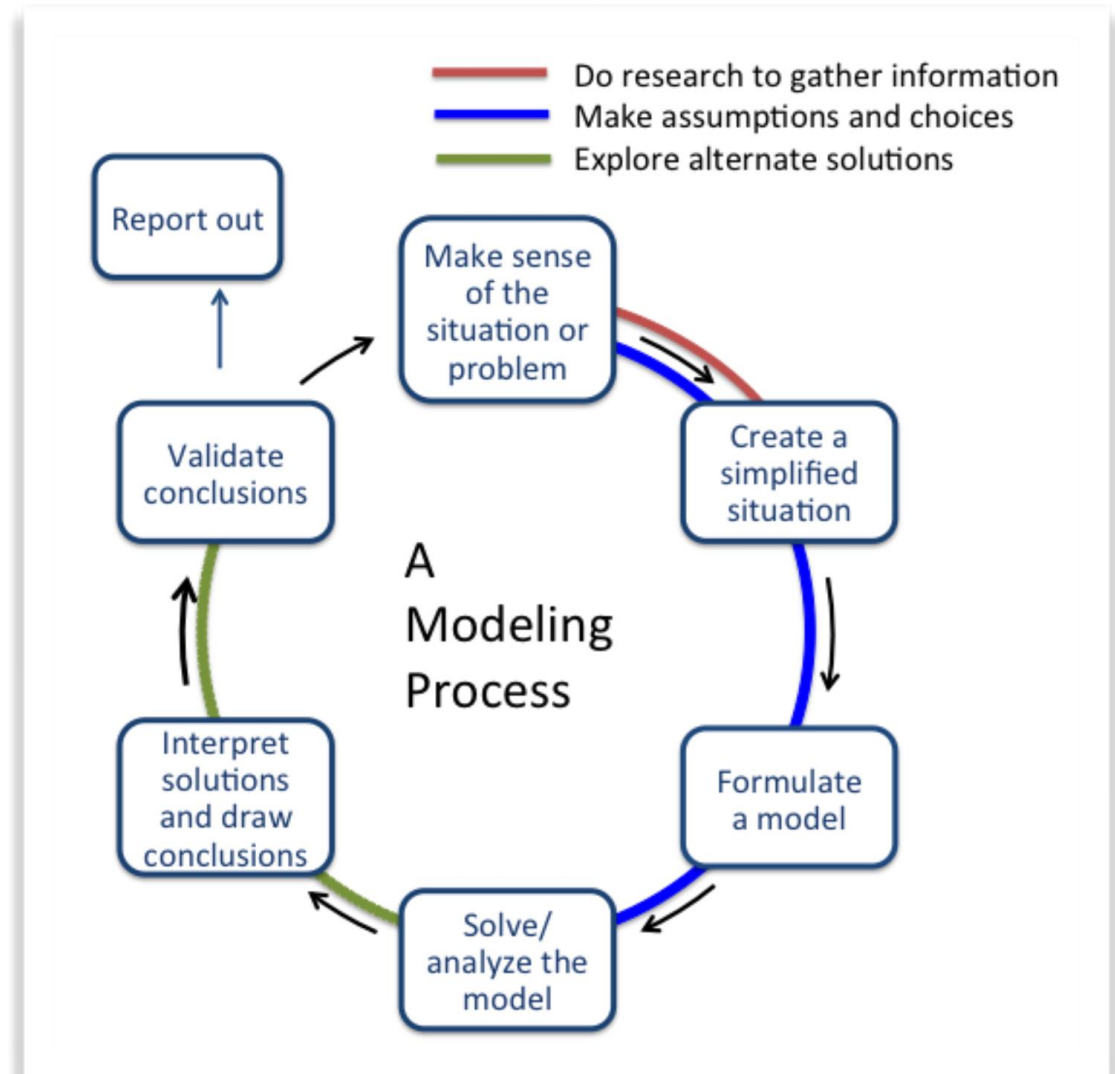 Do research to gather information
Make assumptions and choices
Explore alternate solutions
Report out
Make sense
of the
situation or
problem
Create a
simplified
situation
Formulate
a model
Solve/
analyze the
model
Interpret
solutions
and draw
conclusions
Validate
conclusions
A
Modeling
Process